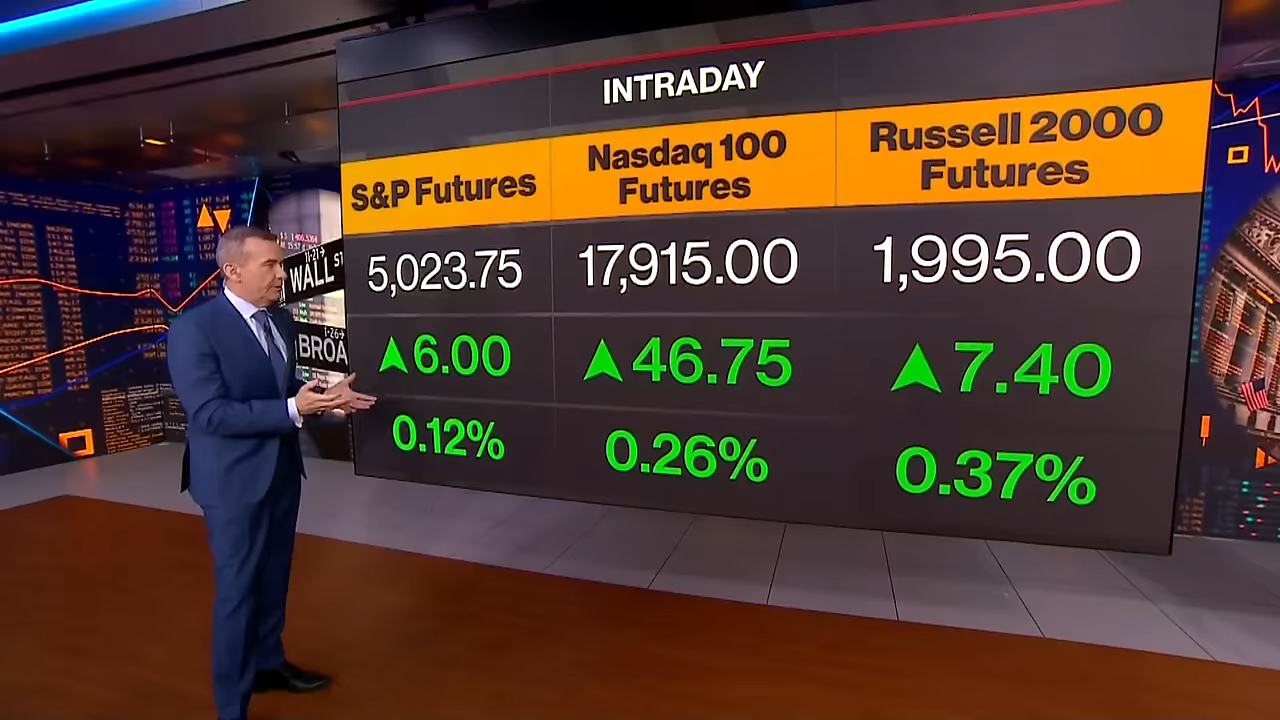 INTRADAY
S&P Futures
Nasdaq 100
Futures
Russell 2000
Futures
5,023.75
17,915.00
1,995.00
▲6.00
▲46.75
▲7.40
0.12%
0.26%
0.37%
WALL ST
BROA